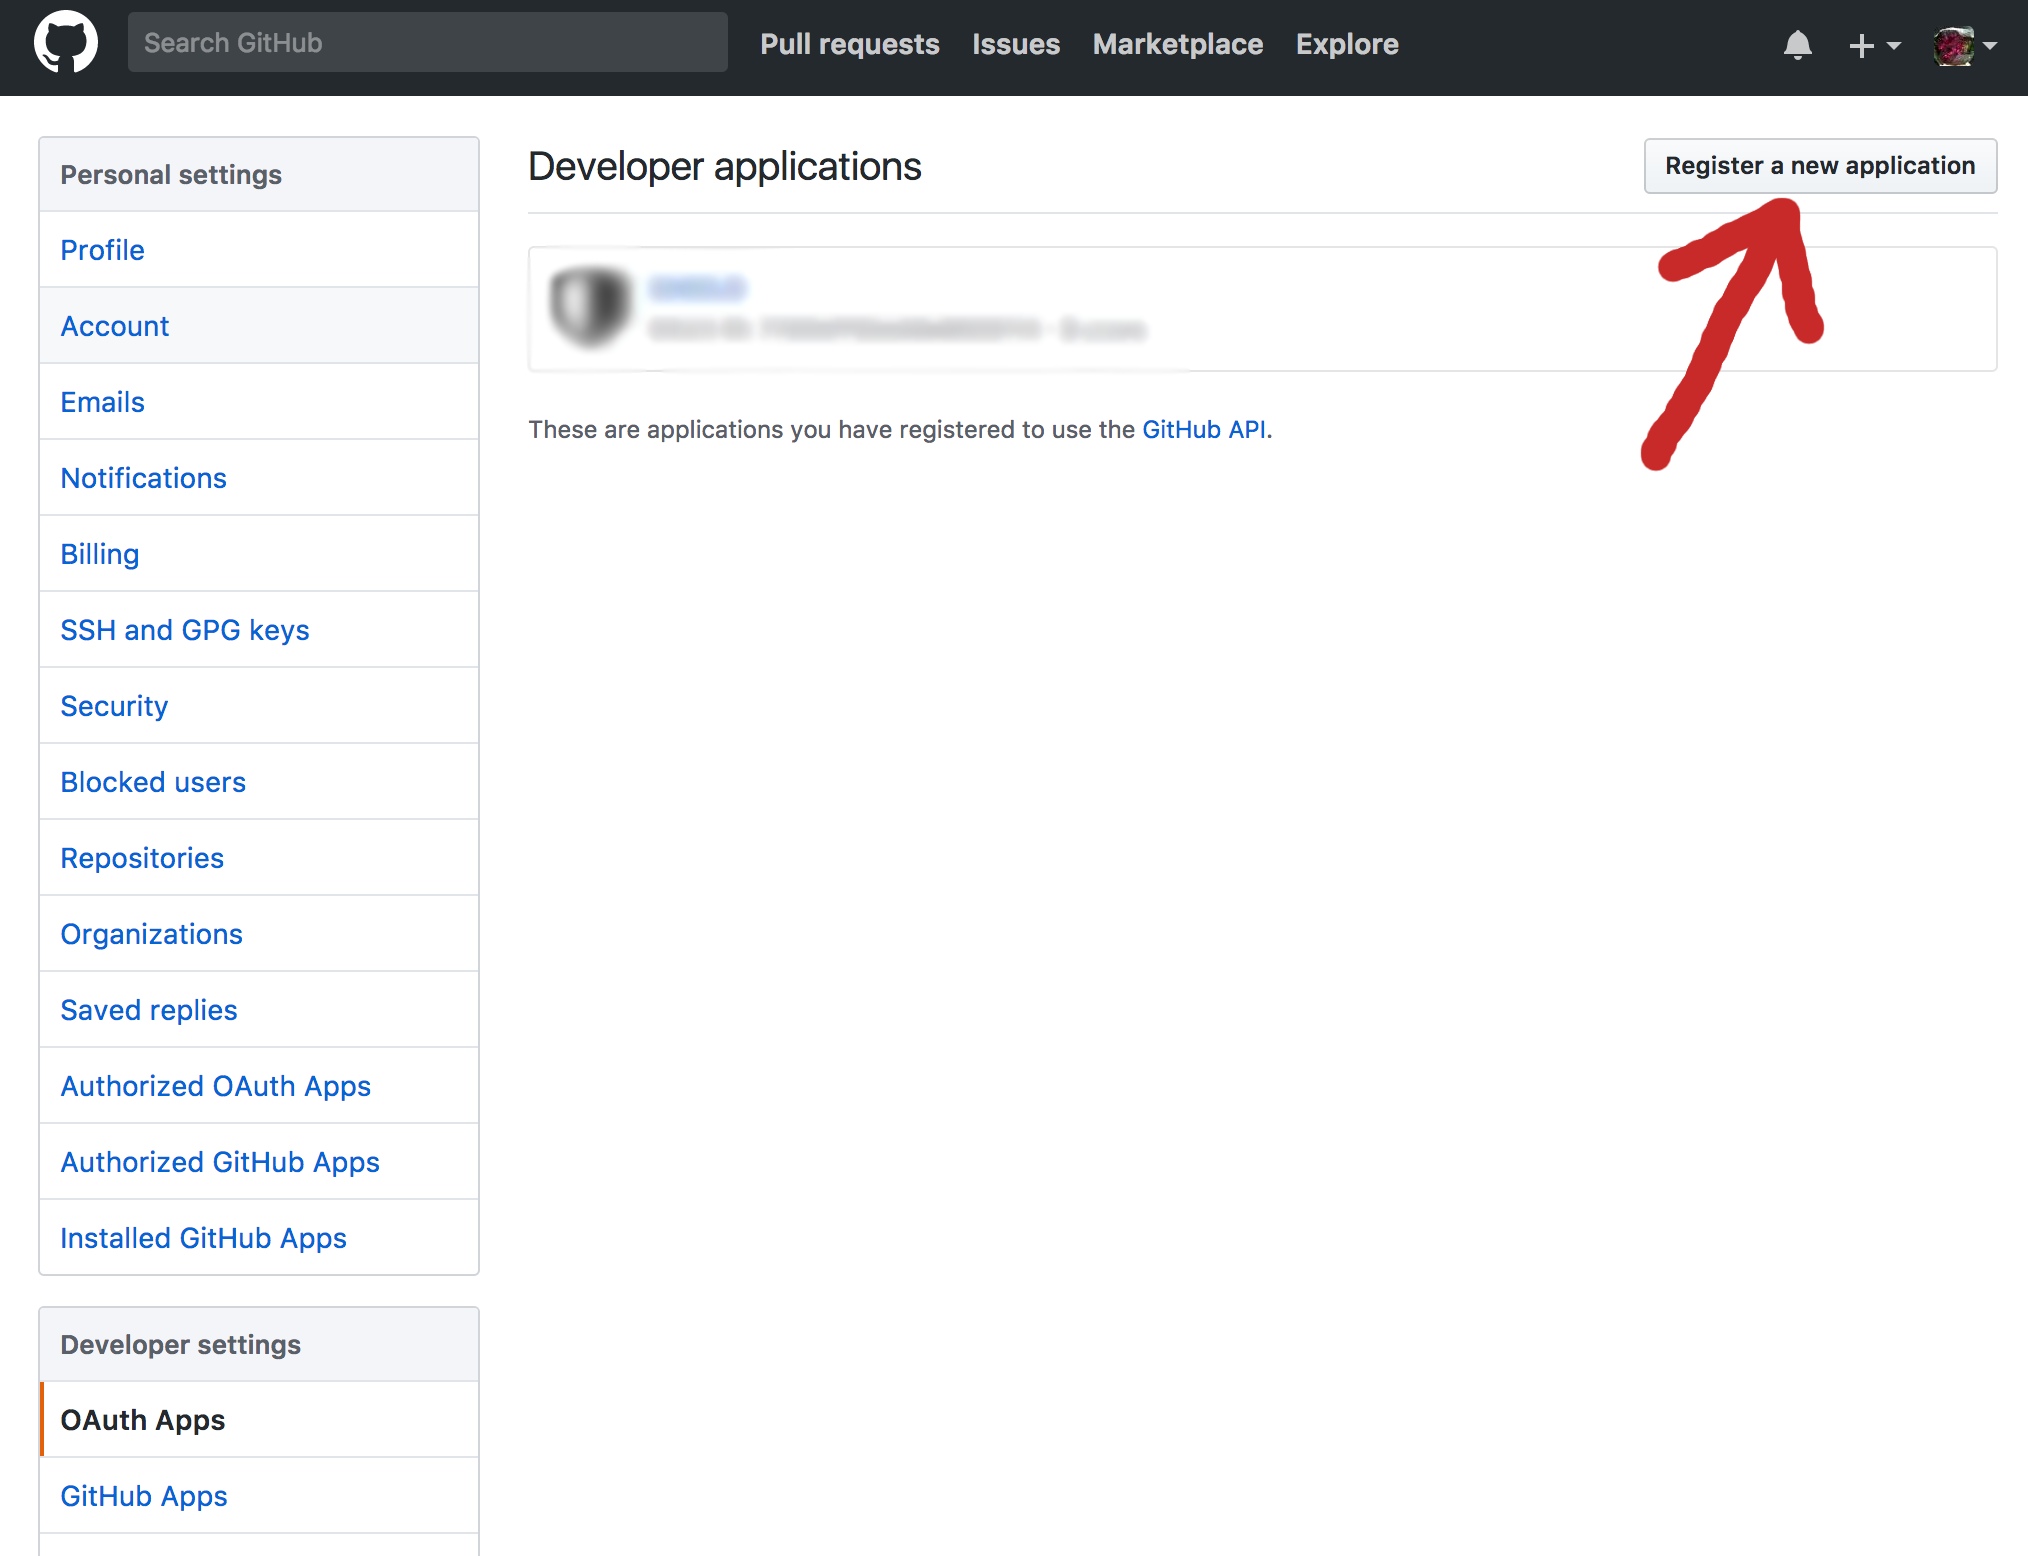 Search GitHub
Pull requests
Issues
Marketplace
Explore
Personal settings
Profile
Account
Emails
Notifications
Billing
SSH and GPG keys
Security
Blocked users
Repositories
Organizations
Saved replies
Authorized OAuth Apps
Authorized GitHub Apps
Installed GitHub Apps
Developer settings
OAuth Apps
GitHub Apps
Developer applications
Register a new application
These are applications you have registered to use the GitHub API.